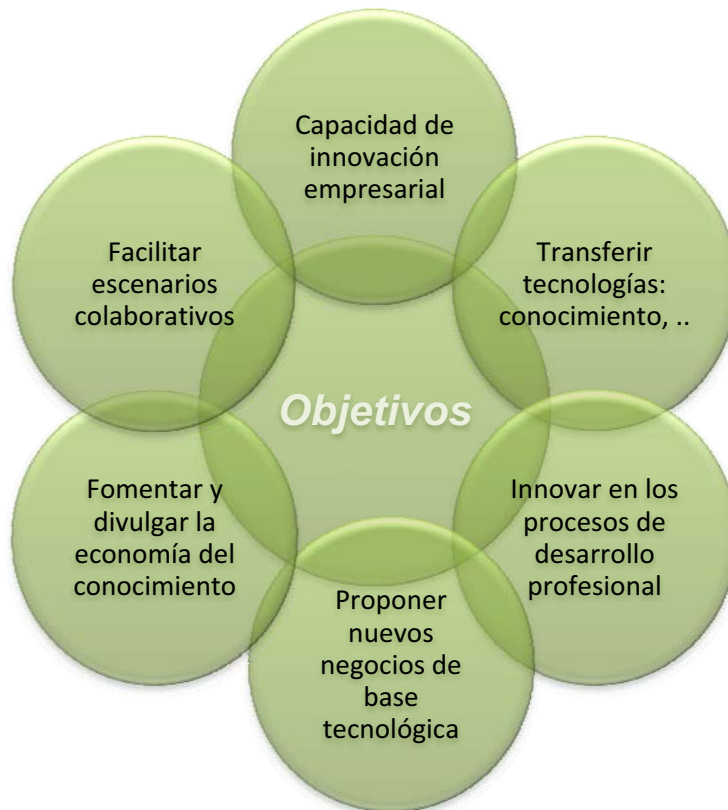 Capacidad de
innovación
empresarial
Transferir
tecnologías:
conocimiento, ..
Innovar en los
procesos de
desarrollo
profesional
Proponer
nuevos
negocios de
base
tecnológica
Fomentar y
divulgar la
economía del
conocimiento
Facilitar
escenarios
colaborativos
Objetivos